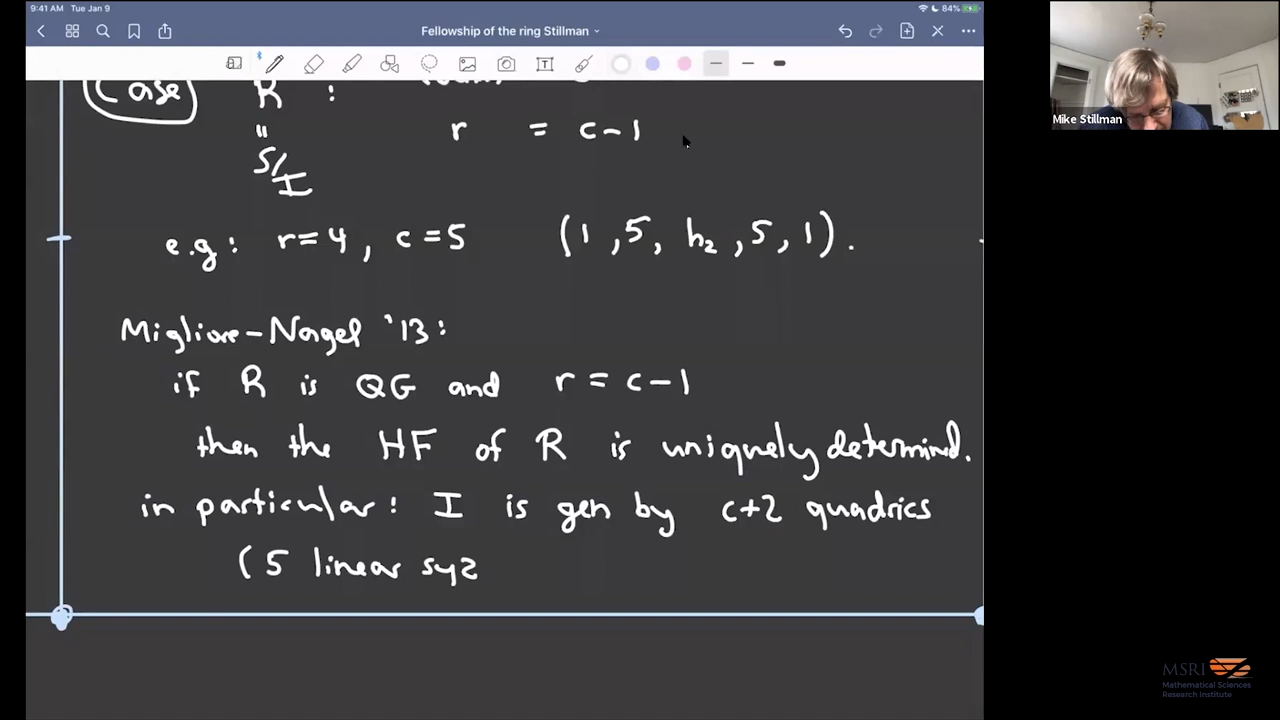 9:41 AM Tue Jan 9
84%
Fellowship of the ring Stillman
Case R :
"
S/I
r = c-1
e.g: r=4, c=5 (1, 5, h₂, 5, 1).
Migliore-Nagel '13:
if R is QG and r = c-1
then the HF of R is uniquely determined.
in particular: I is gen by c+2 quadrics
(5 linear syz
Mike Stillman
MSRI
Mathematical Sciences
Research Institute